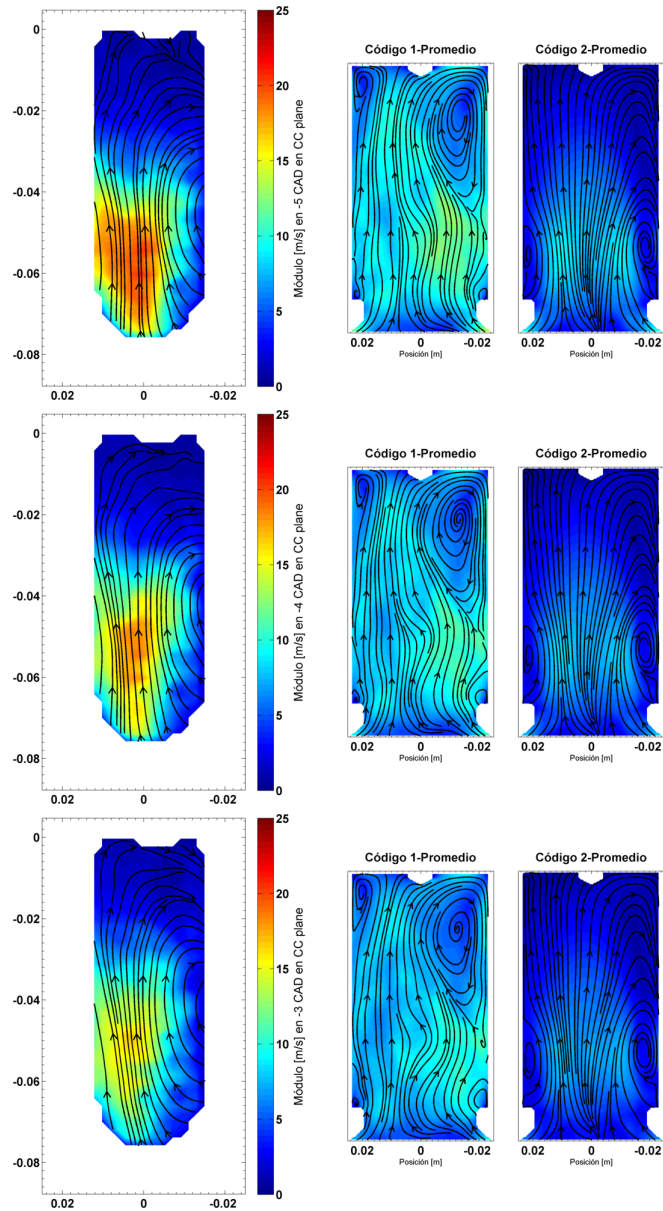 0
-0.02
-0.04
-0.06
-0.08
0.02 0 -0.02
25
20
15
10
5
0
Módulo [m/s] en -5 CAD en CC plane
Código 1-Promedio
0.02 0 -0.02
Posición [m]
Código 2-Promedio
0.02 0 -0.02
Posición [m]
0
-0.02
-0.04
-0.06
-0.08
0.02 0 -0.02
25
20
15
10
5
0
Módulo [m/s] en -4 CAD en CC plane
Código 1-Promedio
0.02 0 -0.02
Posición [m]
Código 2-Promedio
0.02 0 -0.02
Posición [m]
0
-0.02
-0.04
-0.06
-0.08
0.02 0 -0.02
25
20
15
10
5
0
Módulo [m/s] en -3 CAD en CC plane
Código 1-Promedio
0.02 0 -0.02
Posición [m]
Código 2-Promedio
0.02 0 -0.02
Posición [m]